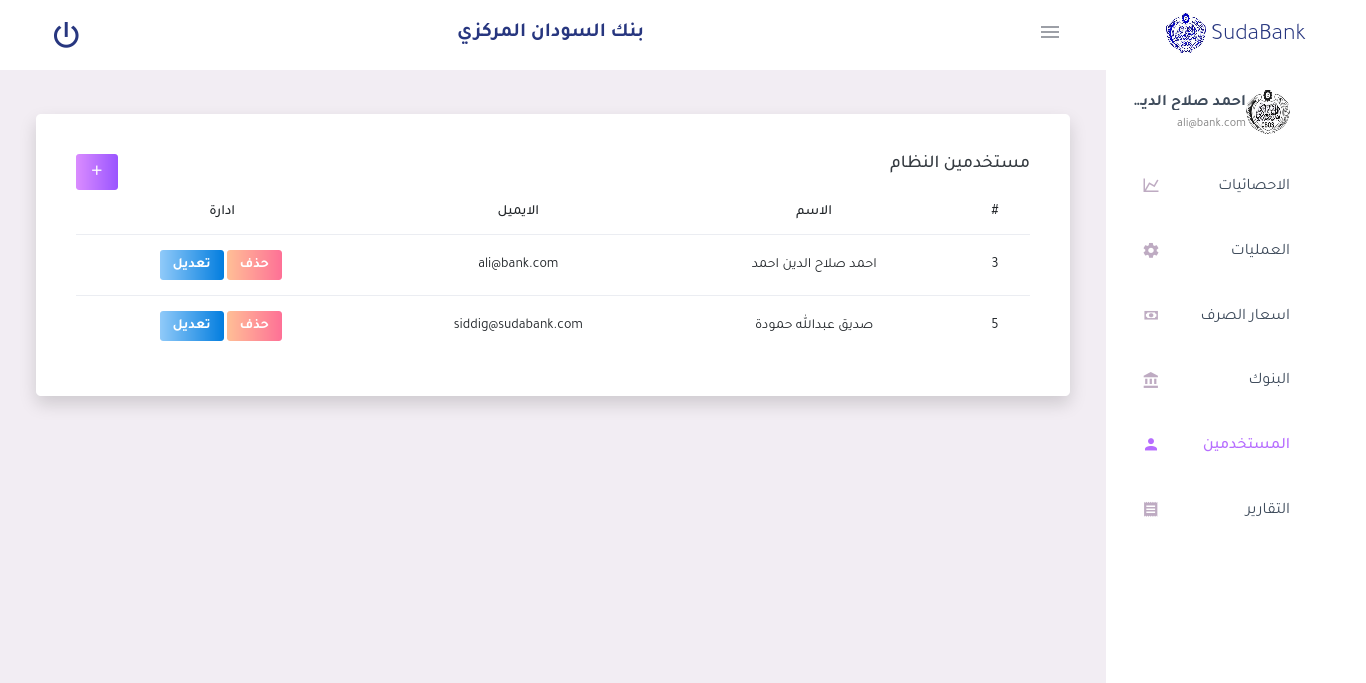 SudaBank
بنك السودان المركزي
احمد صلاح الديـ...
ali@bank.com
الاحصائيات
العمليات
اسعار الصرف
البنوك
المستخدمين
التقارير
مستخدمين النظام
+
# الاسم الايميل ادارة
3 احمد صلاح الدين احمد ali@bank.com حذف تعديل
5 صديق عبدالله حمودة siddig@sudabank.com حذف تعديل